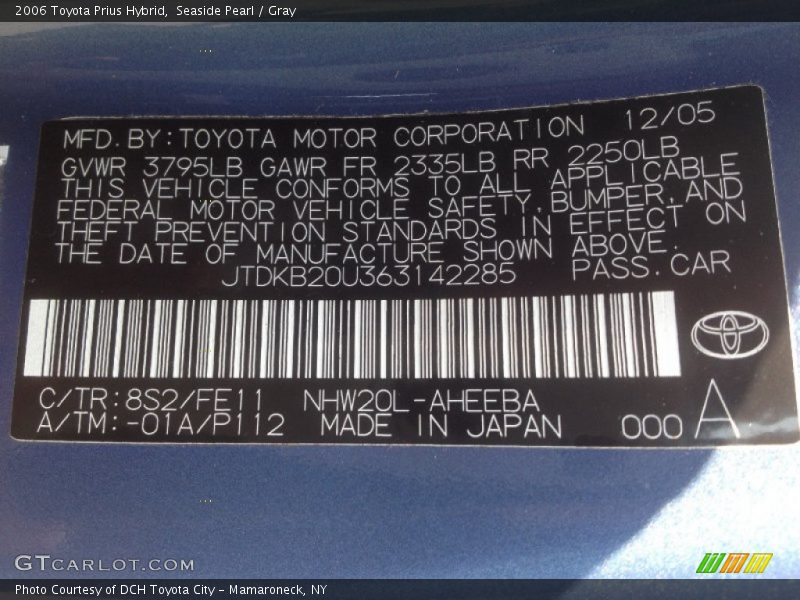 2006 Toyota Prius Hybrid, Seaside Pearl / Gray
MFD.BY:TOYOTA MOTOR CORPORATION 12/05
GVWR 3795LB GAWR FR 2335LB RR 2250LB
THIS VEHICLE CONFORMS TO ALL APPLICABLE
FEDERAL MOTOR VEHICLE SAFETY,BUMPER,AND
THEFT PREVENTION STANDARDS IN EFFECT ON
THE DATE OF MANUFACTURE SHOWN ABOVE.
JTDKB20U363142285 PASS.CAR
C/TR:8S2/FE11 NHW20L-AHEEBA
A/TM:-01A/P112 MADE IN JAPAN 000 A
GTCARLOT.COM
Photo Courtesy of DCH Toyota City - Mamaroneck, NY